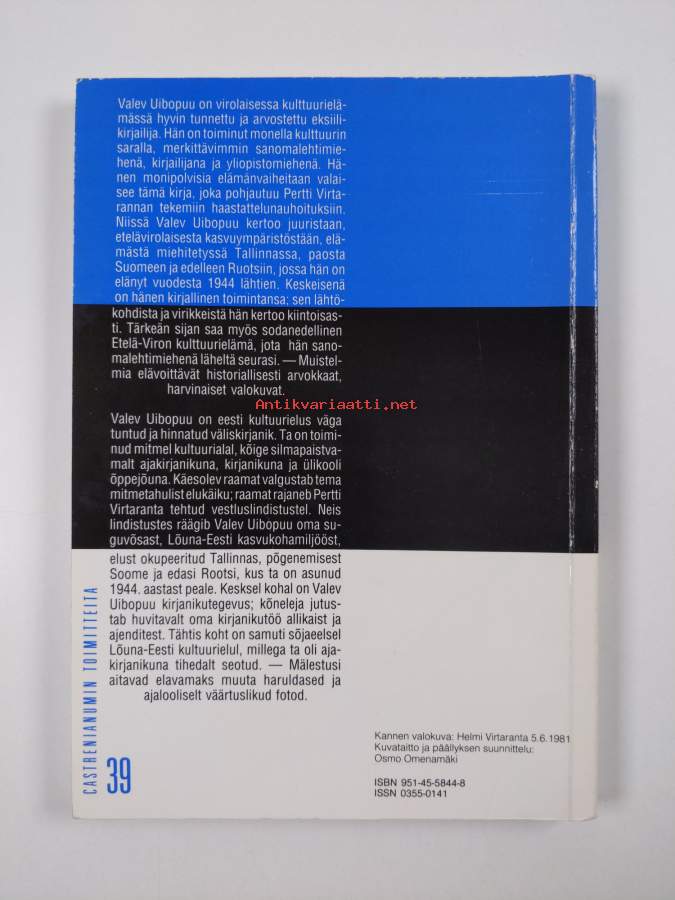 Valev Uibopuu on virolaisessa kulttuurielä-
mässä hyvin tunnettu ja arvostettu eksiili-
kirjailija. Hän on toiminut monella kulttuurin
saralla, merkittävimmin sanomalehtimie-
henä, kirjailijana ja yliopistomiehenä. Hä-
nen monipolvisia elämänvaiheitaan valai-
see tämä kirja, joka pohjautuu Pertti Virta-
rannan tekemiin haastattelunauhoituksiin.
Niissä Valev Uibopuu kertoo juuristaan,
etelävirolaisesta kasvuympäristöstään, elä-
mästä miehitetyssä Tallinnassa, paosta
Suomeen ja edelleen Ruotsiin, jossa hän on
elänyt vuodesta 1944 lähtien. Keskeisenä
on hänen kirjallinen toimintansa; sen lähtö-
kohdista ja virikkeistä hän kertoo kiintoisas-
ti. Tärkeän sijan saa myös sodanedellinen
Etelä-Viron kulttuurielämä, jota hän sano-
malehtimiehenä läheltä seurasi. — Muistel-
mia elävoittävät historiallisesti arvokkaat,
harvinaiset valokuvat.
Antikvariaatti.net
Valev Uibopuu on eesti kultuurielus väga
tuntud ja hinnatud väliskirjanik. Ta on toimi-
nud mitmel kultuurialal, kõige silmapaistva-
malt ajakirjanikuna, kirjanikuna ja ülikooli
õppejõuna. Käesolev raamat valgustab tema
mitmetahulist elukäiku; raamat rajaneb Pertti
Virtaranta tehtud vestluslindistustel. Neis
lindistustes räägib Valev Uibopuu oma su-
guvõsast, Lõuna-Eesti kasvukohamiljööst,
elust okupeeritud Tallinnas, põgenemisest
Soome ja edasi Rootsi, kus ta on asunud
1944. aastast peale. Kesksel kohal on Valev
Uibopuu kirjanikutegevus; kõneleja jutus-
tab huvitavalt oma kirjanikutöö allikaist ja
ajenditest. Tähtis koht on samuti sõjaeelsel
Lõuna-Eesti kultuurielul, millega ta oli aja-
kirjanikuna tihedalt seotud. — Mälestusi
aitavad elavamaks muuta haruldased ja
ajalooliselt väärtuslikud fotod.
CASTRENIANUMIN TOIMITTEITA
39
Kannen valokuva: Helmi Virtaranta 5.6.1981
Kuvataitto ja päällyksen suunnittelu:
Osmo Omenamäki
ISBN 951-45-5844-8
ISSN 0355-0141